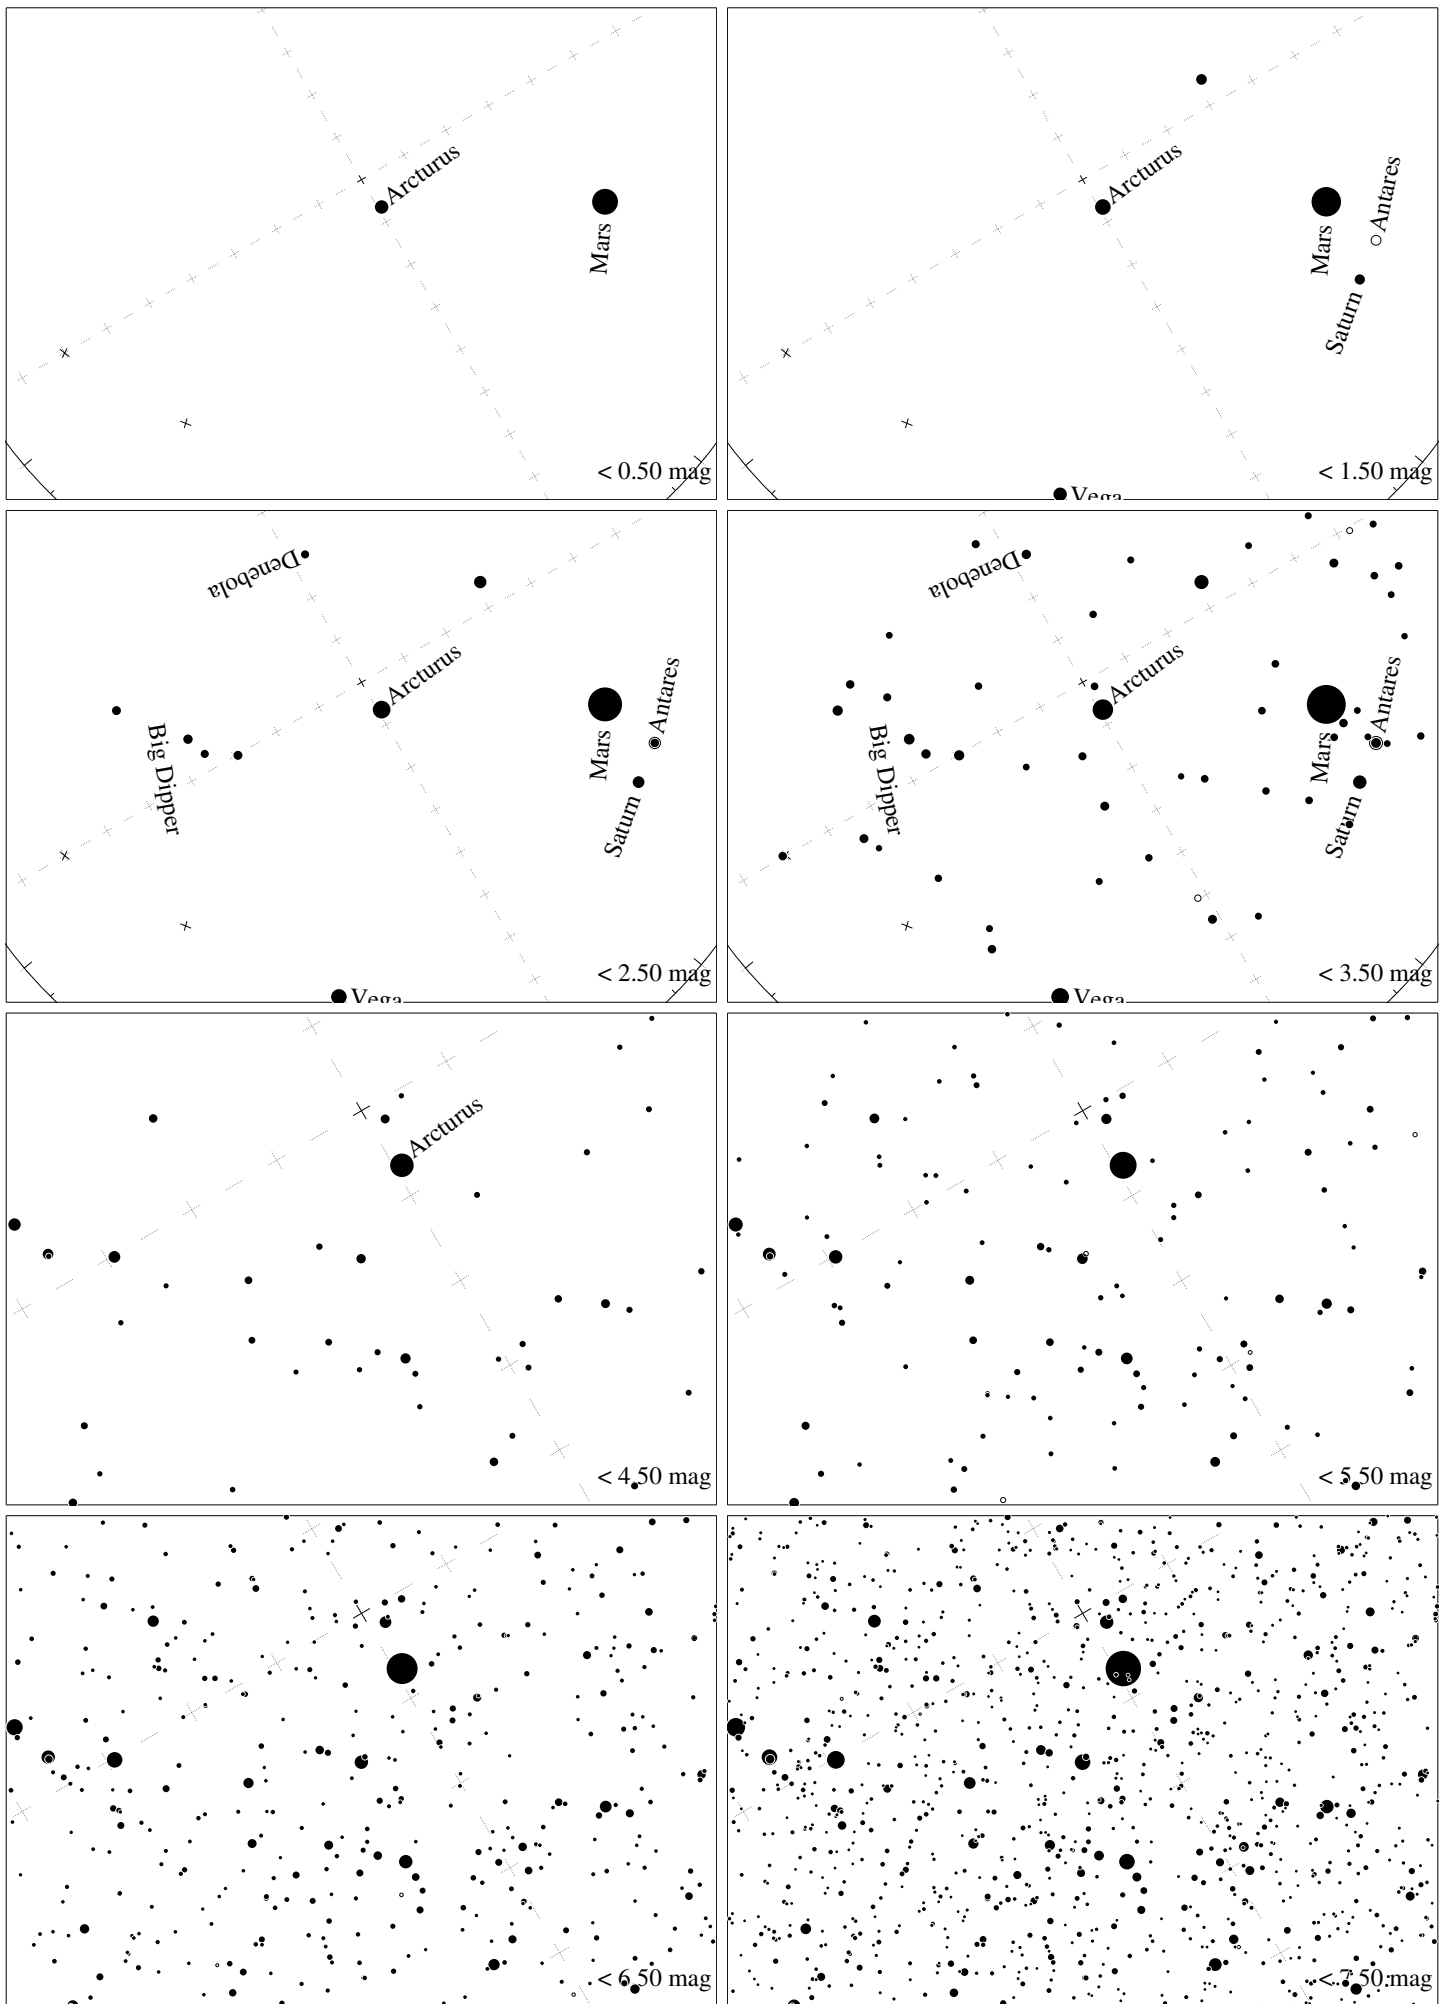 Arcturus
Mars
< 0.50 mag
Arcturus
Antares
Mars
Saturn
< 1.50 mag
Vega
Denebola
Arcturus
Antares
Big Dipper
Mars
Saturn
< 2.50 mag
Vega
Denebola
Arcturus
Antares
Big Dipper
Mars
Saturn
< 3.50 mag
Vega
Arcturus
< 4.50 mag
< 5.50 mag
< 6.50 mag
< 7.50 mag